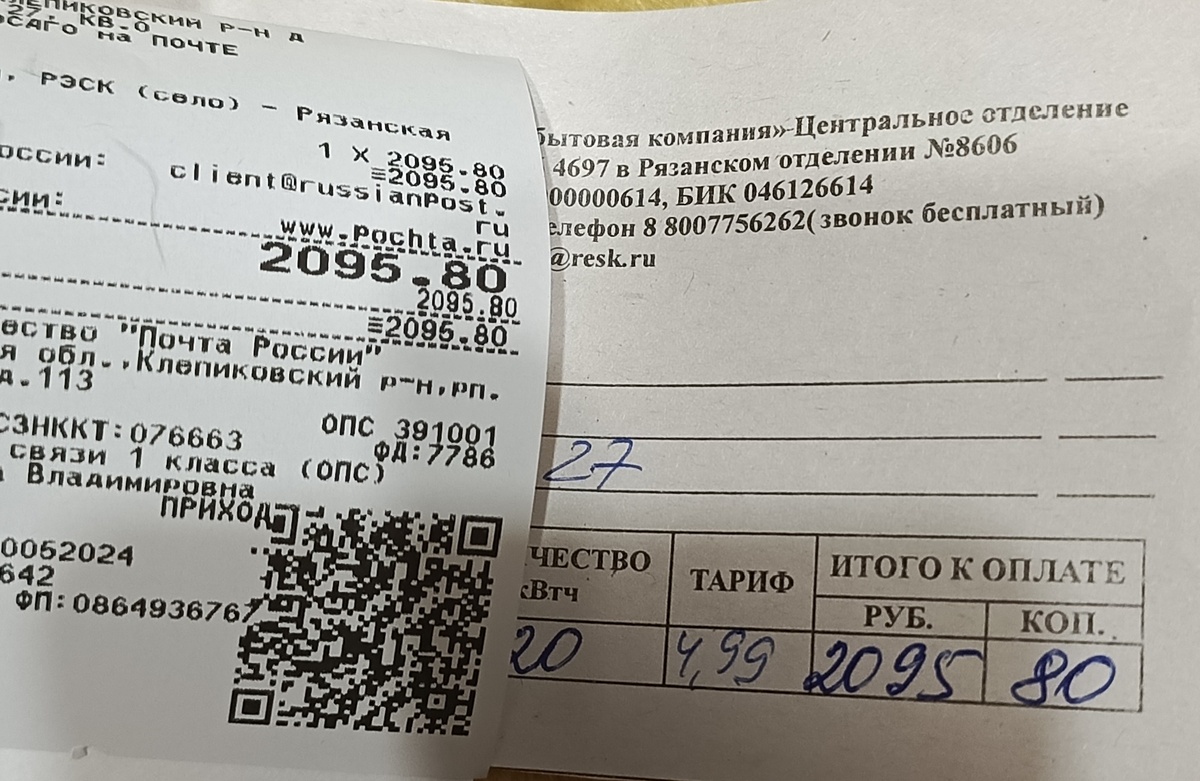 ЛЕПИКОВСКИЙ Р-Н Д
27, КВ.0
ОСАГО на ПОЧТЕ
, РЭСК (село) - Рязанская
1 X 2095.80
≡2095.80
оссии: client@russianpost.
ru
сии: www.pochta.ru
2095.80
2095.80
≡2095.80
ество "Почта России"
я обл.,Клепиковский р-н,рп.
д.113
ОПС 391001
СЗНККТ:076663
ФД:7786
связи 1 класса (ОПС)
а Владимировна
ПРИХОД
0052024
642
ФП:0864936767
бытовая компания»-Центральное отделение
4697 в Рязанском отделении №8606
00000614, БИК 046126614
елефон 8 8007756262( звонок бесплатный)
@resk.ru
27
ЧЕСТВО кВтч ТАРИФ ИТОГО К ОПЛАТЕ
РУБ. КОП.
20 4,99 2095 80